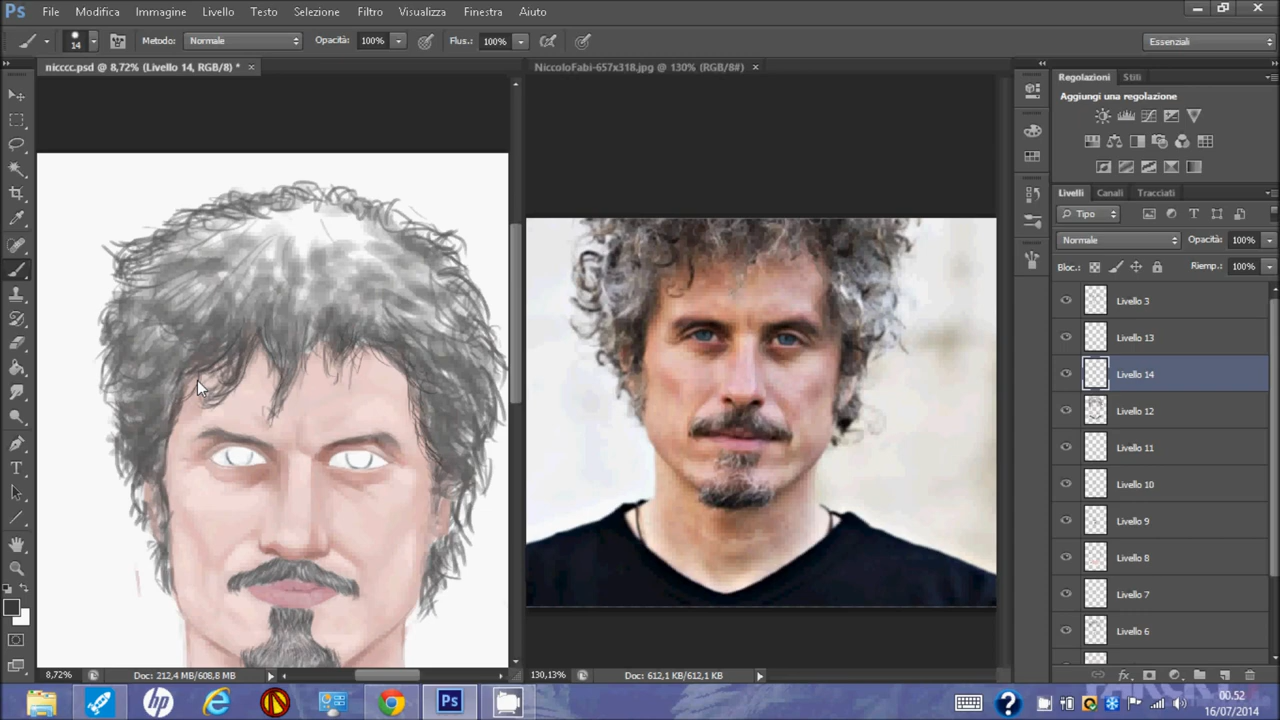 Ps File Modifica Immagine Livello Testo Selezione Filtro Visualizza Finestra Aiuto
14 Metodo: Normale Opacità: 100% Flus.: 100% Essenziali
nicccc.psd @ 8,72% (Livello 14, RGB/8) * ×
NiccoloFabi-657x318.jpg @ 130% (RGB/8#) ×
Regolazioni Stili
Aggiungi una regolazione
Livelli Canali Tracciati
Tipo
Normale Opacità: 100%
Bloc.: Riemp.: 100%
Livello 3
Livello 13
Livello 14
Livello 12
Livello 11
Livello 10
Livello 9
Livello 8
Livello 7
Livello 6
8,72% Doc: 212,4 MB/608,8 MB
130,13% Doc: 612,1 KB/612,1 KB
hp Ps
00.52
16/07/2014